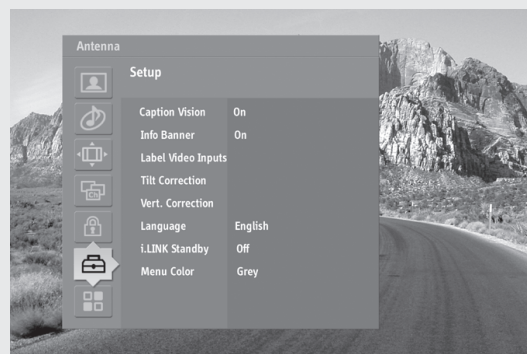 Antenna
Setup
Caption Vision On
Info Banner On
Label Video Inputs
Tilt Correction
Vert. Correction
Language English
i.LINK Standby Off
Menu Color Grey
Ch